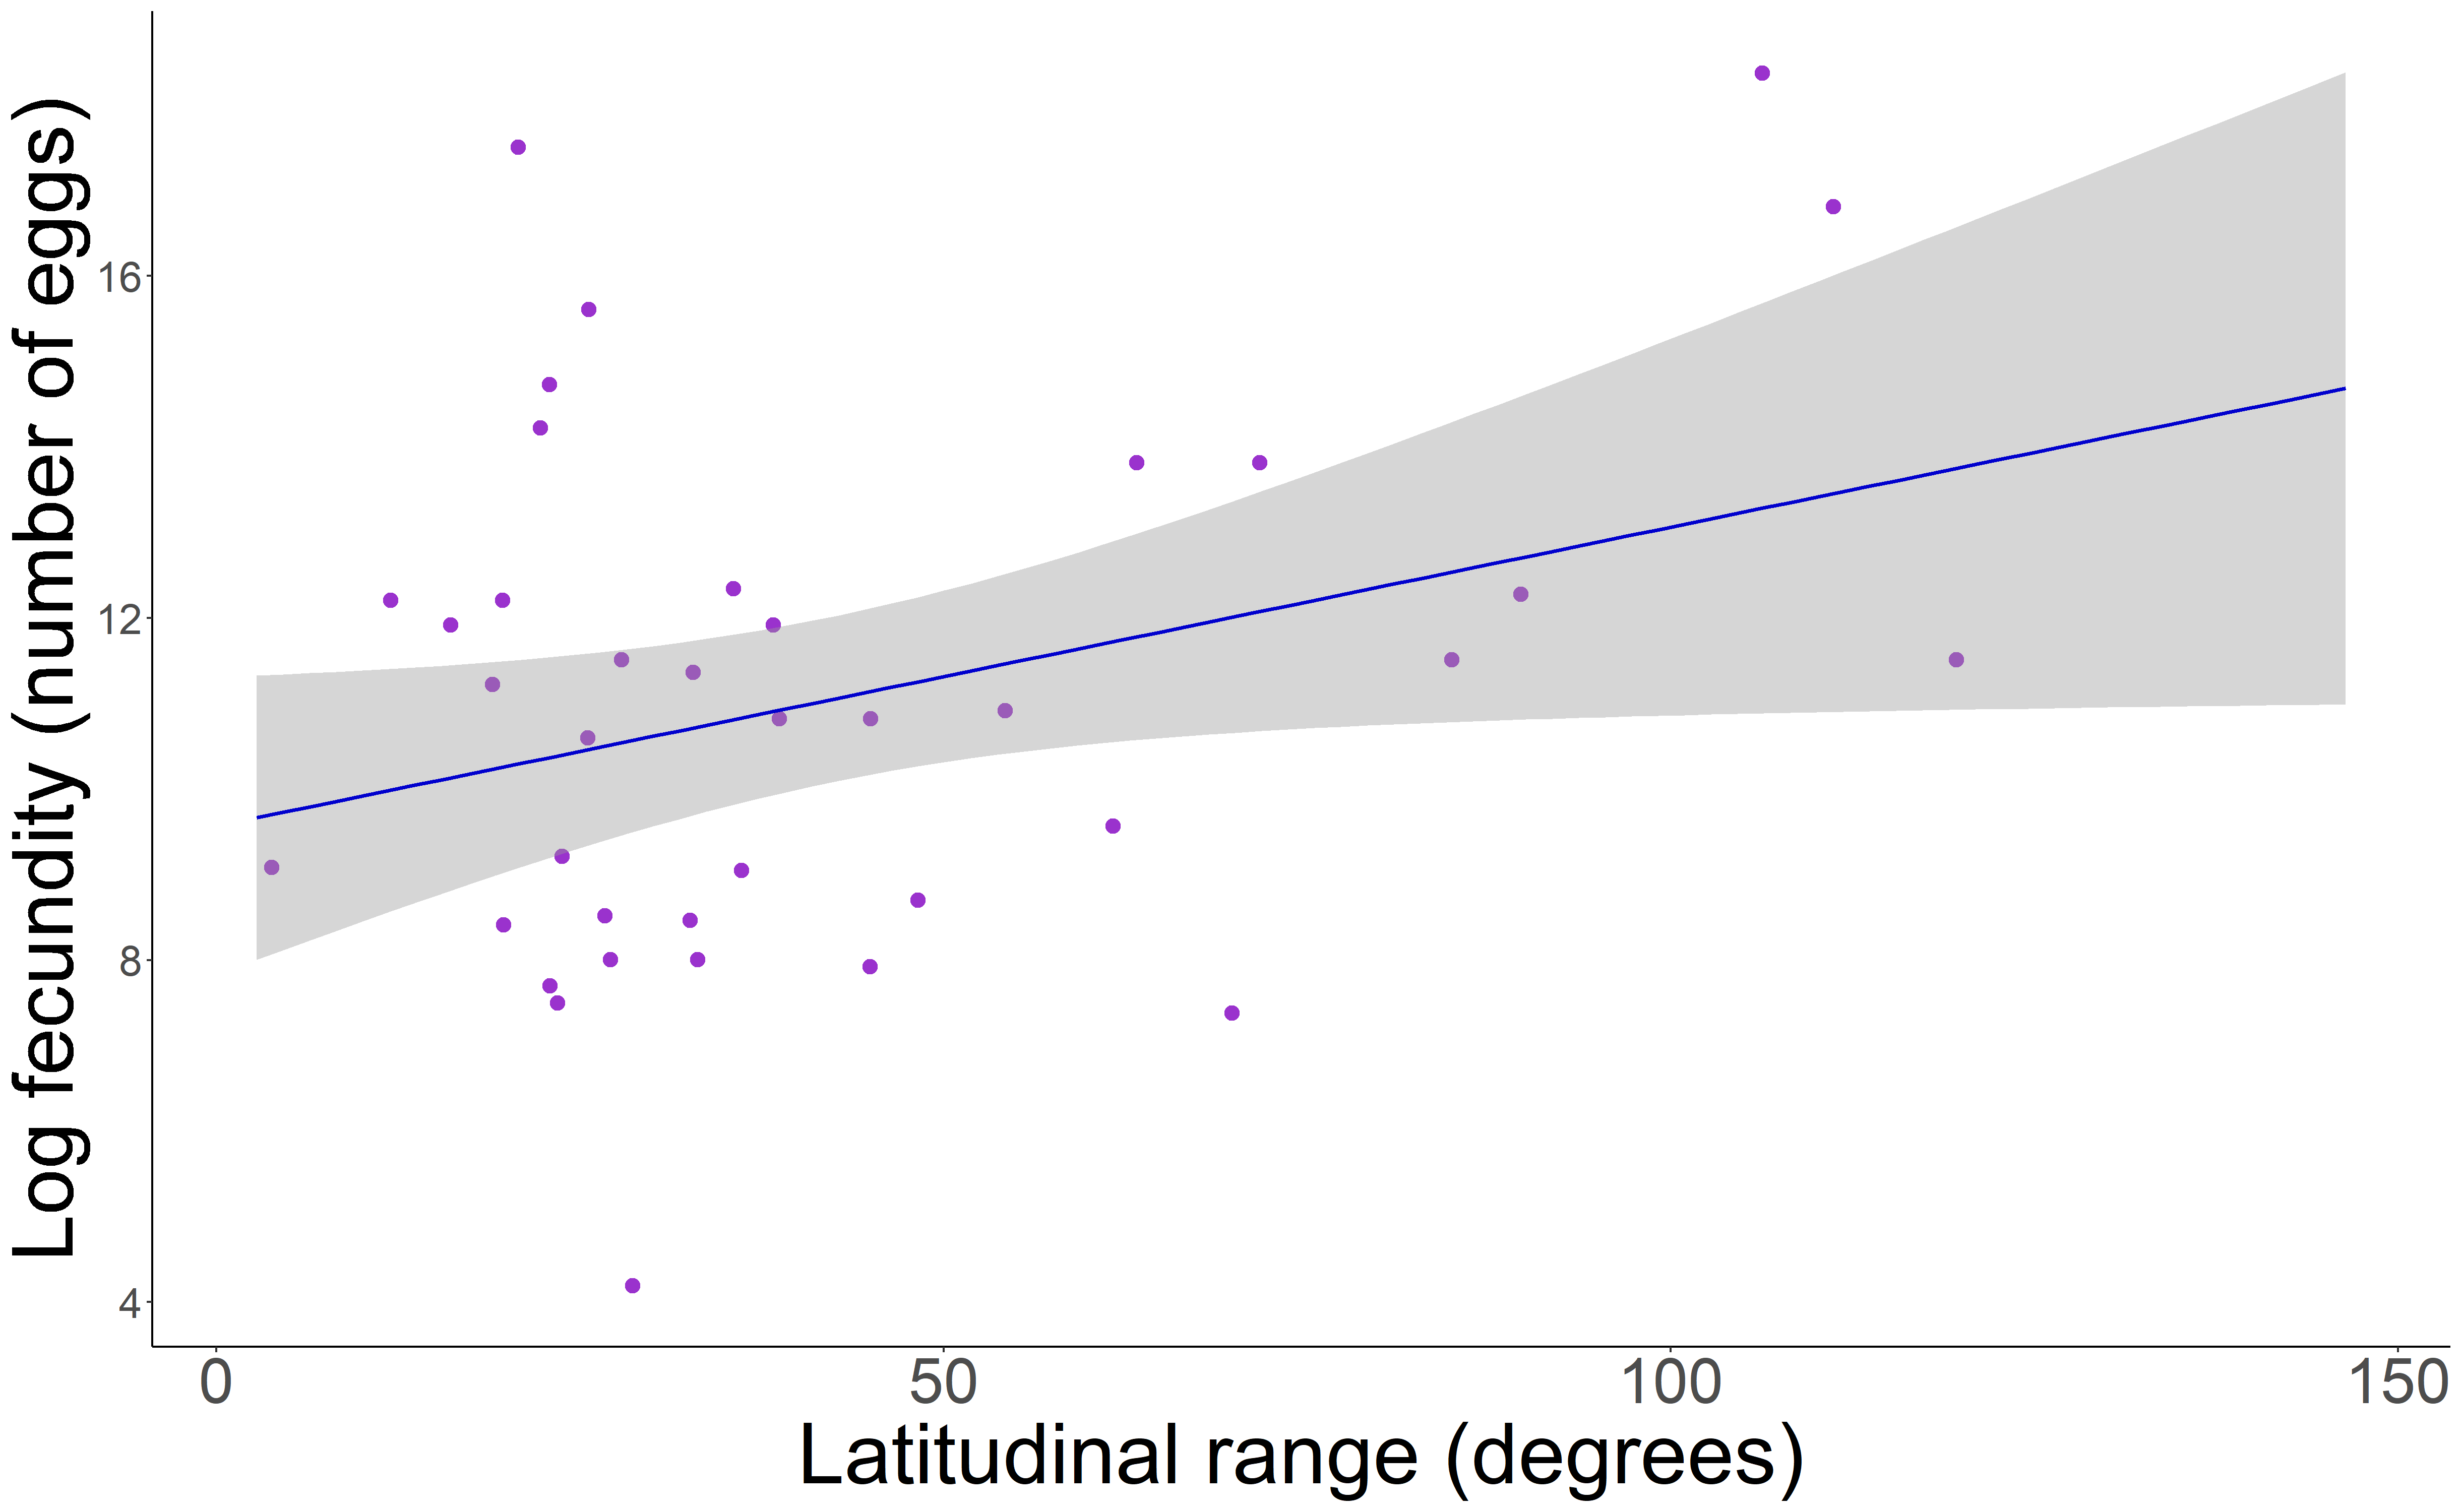 Log fecundity (number of eggs)
16
12
8
4
0 50 100 150
Latitudinal range (degrees)